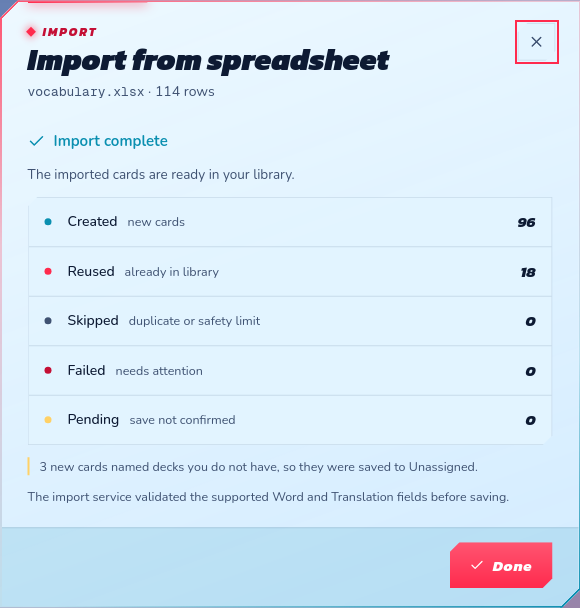 IMPORT
Import from spreadsheet
vocabulary.xlsx · 114 rows
Import complete
The imported cards are ready in your library.
Created new cards 96
Reused already in library 18
Skipped duplicate or safety limit 0
Failed needs attention 0
Pending save not confirmed 0
3 new cards named decks you do not have, so they were saved to Unassigned.
The import service validated the supported Word and Translation fields before saving.
Done